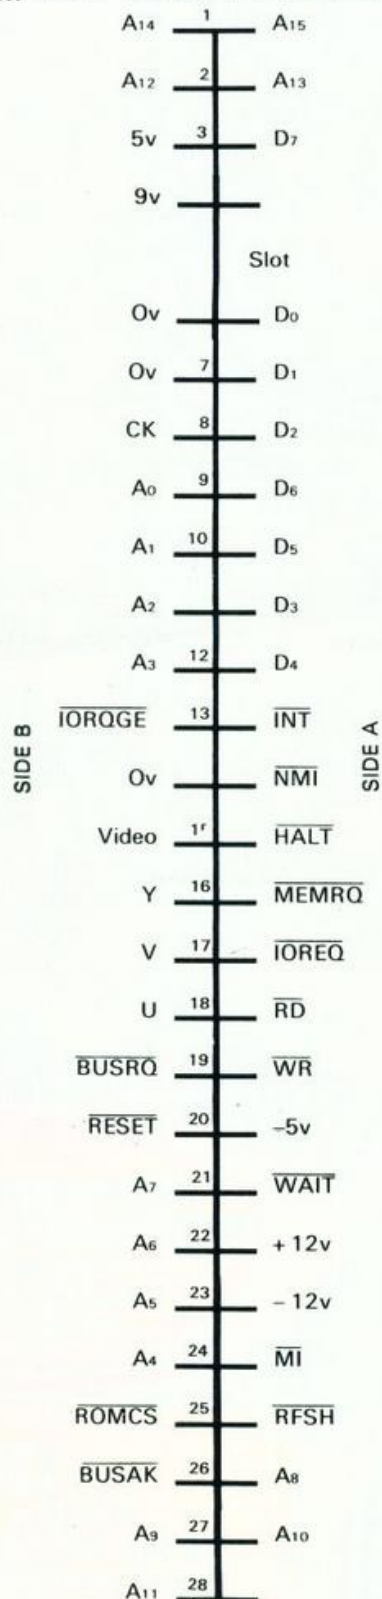 A14 1 A15
A12 2 A13
5v 3 D7
9v
Slot
0v D0
0v 7 D1
CK 8 D2
A0 9 D6
A1 10 D5
A2 D3
A3 12 D4
IORQGE 13 INT
0v NMI
Video HALT
Y 16 MEMRQ
V 17 IOREQ
U 18 RD
BUSRQ 19 WR
RESET 20 -5v
A7 21 WAIT
A6 22 + 12v
A5 23 - 12v
A4 24 MI
ROMCS 25 RFSH
BUSAK 26 A8
A9 27 A10
A11 28
SIDE B
SIDE A